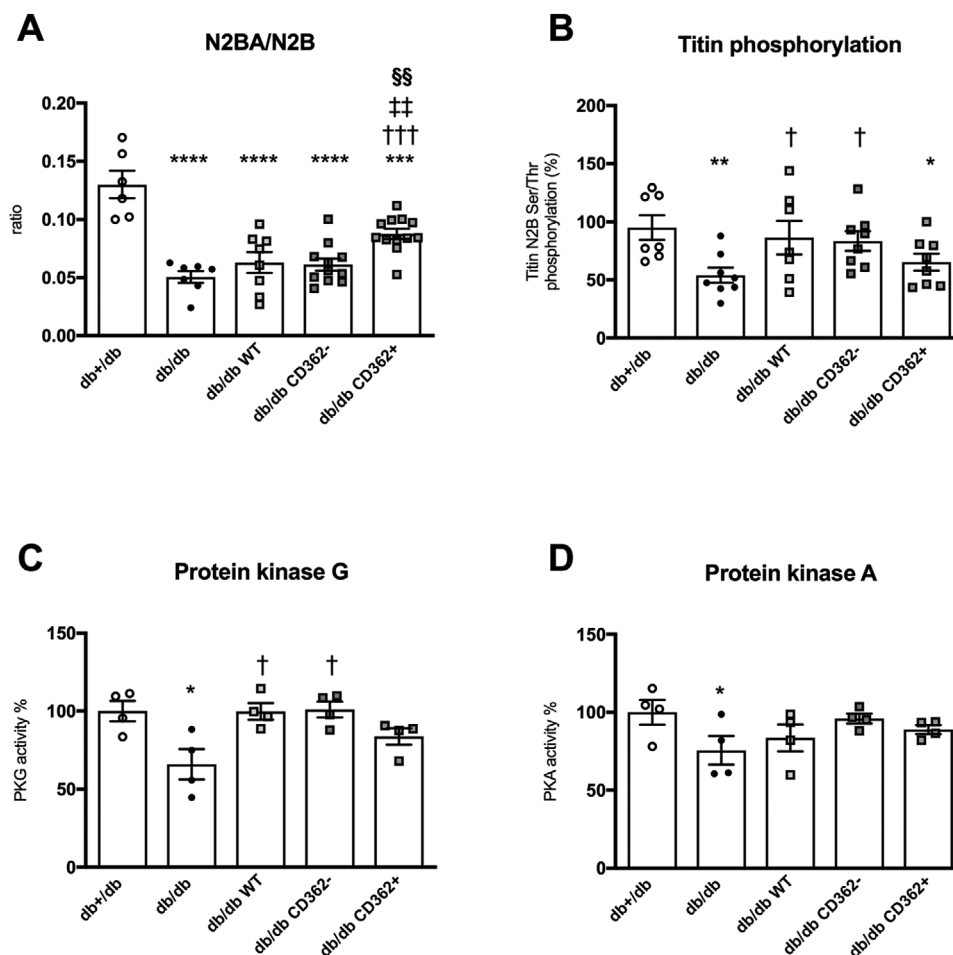 A
N2BA/N2B
ratio
0.20
0.15
0.10
0.05
0.00
****
****
****
§§
‡‡
†††
***
db+/db
db/db
db/db WT
db/db CD362-
db/db CD362+
B
Titin phosphorylation
Titin N2B Ser/Thr
phosphorylation (%)
200
150
100
50
0
**
†
†
*
db+/db
db/db
db/db WT
db/db CD362-
db/db CD362+
C
Protein kinase G
PKG activity %
150
100
50
0
*
†
†
db+/db
db/db
db/db WT
db/db CD362-
db/db CD362+
D
Protein kinase A
PKA activity %
150
100
50
0
*
db+/db
db/db
db/db WT
db/db CD362-
db/db CD362+